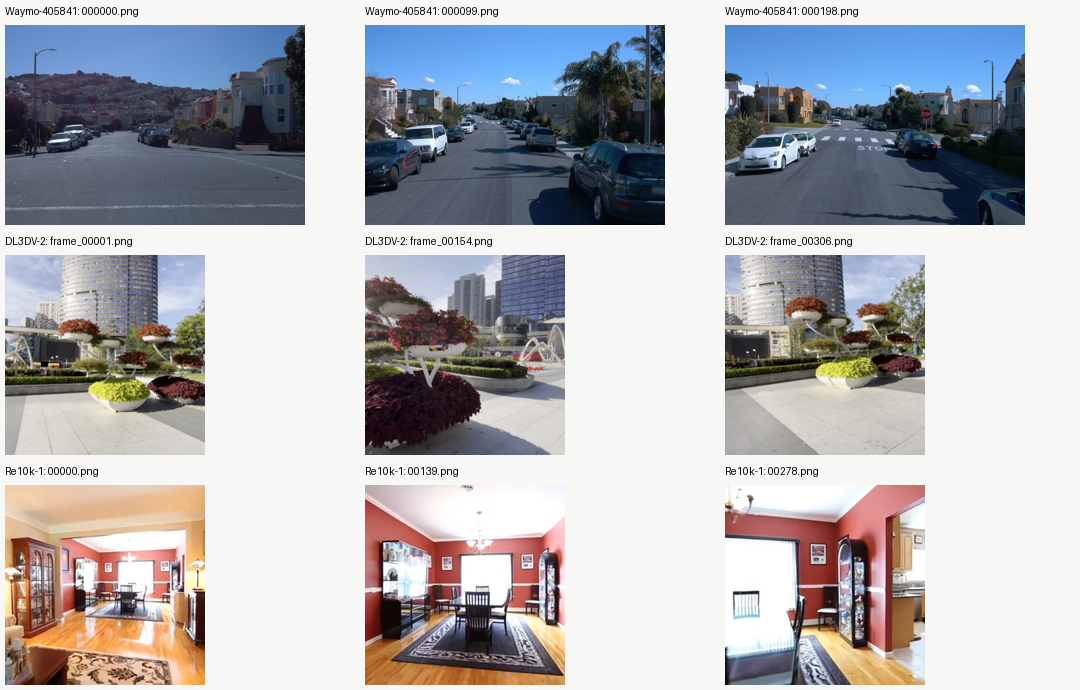 Waymo-405841: 000000.png
Waymo-405841: 000099.png
Waymo-405841: 000198.png
STOP
DL3DV-2: frame_00001.png
DL3DV-2: frame_00154.png
DL3DV-2: frame_00306.png
Re10k-1: 00000.png
Re10k-1: 00139.png
Re10k-1: 00278.png